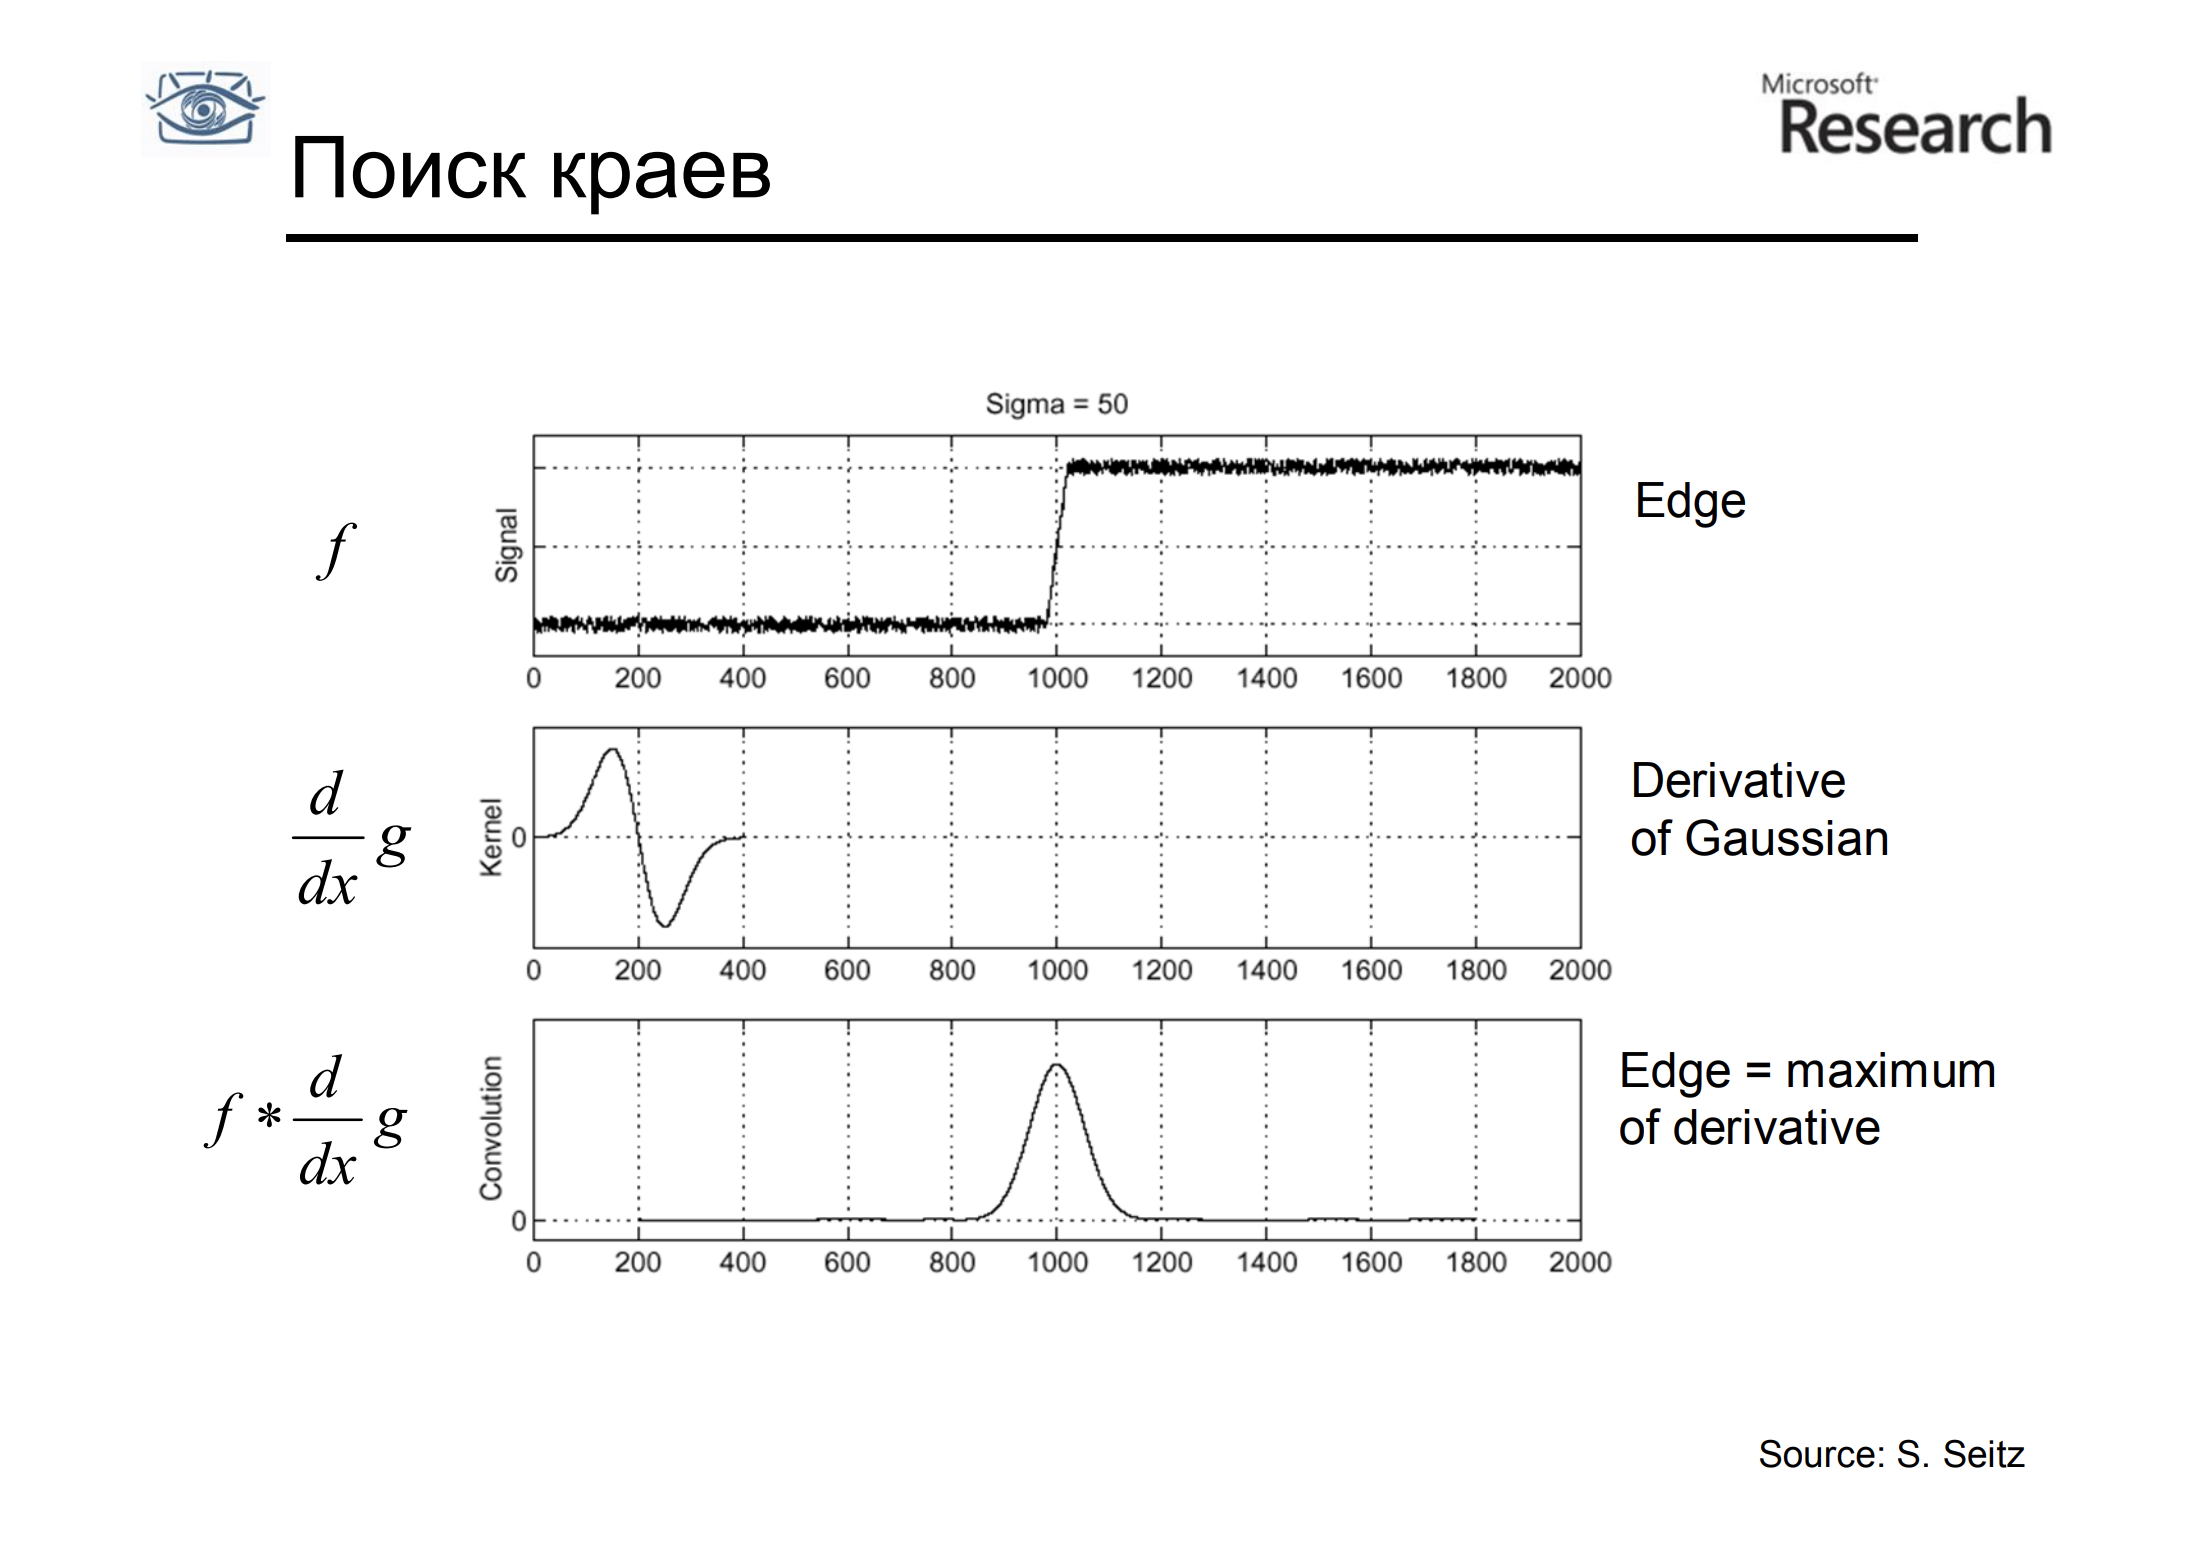 Microsoft
Research
Поиск краев
Sigma = 50
f
Signal
Edge
0 200 400 600 800 1000 1200 1400 1600 1800 2000
d
dx
g
Kernel
0
Derivative
of Gaussian
0 200 400 600 800 1000 1200 1400 1600 1800 2000
f * d
dx
g
Convolution
0
Edge = maximum
of derivative
0 200 400 600 800 1000 1200 1400 1600 1800 2000
Source: S. Seitz